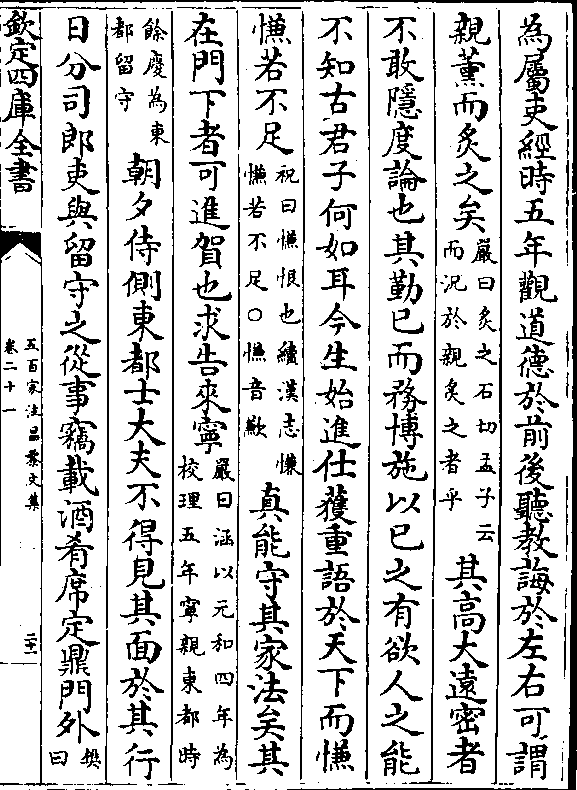 為屬吏經時五年觀道德於前後聽教誨於左右可謂
親薰而炙之矣嚴曰炙之石切孟子云而況於親炙之者乎其高大遠密者
不敢隱度論也其勤已而務博施以已之有欲人之能
不知古君子何如耳今生始進仕獲重語於天下而慊
慊若不足祝曰慊恨也續漢志慊慊若不足○慊音歉真能守其家法矣其
在門下者可進賀也求告來寧嚴曰涵以元和四年為校理五年寧親東都時
餘慶為東都留守朝夕侍側東都士大夫不得見其面於其行
日分司郎吏與留守之從事竊載酒肴席定鼎門外樊曰
欽定四庫全書
五百家注昌黎文集
卷二十一
二十一